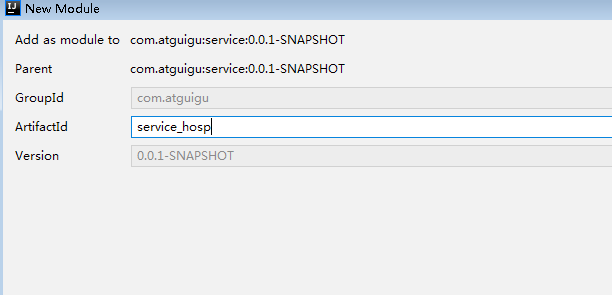 New Module
Add as module to com.atguigu:service:0.0.1-SNAPSHOT
Parent com.atguigu:service:0.0.1-SNAPSHOT
GroupId com.atguigu
ArtifactId service_hosp
Version 0.0.1-SNAPSHOT